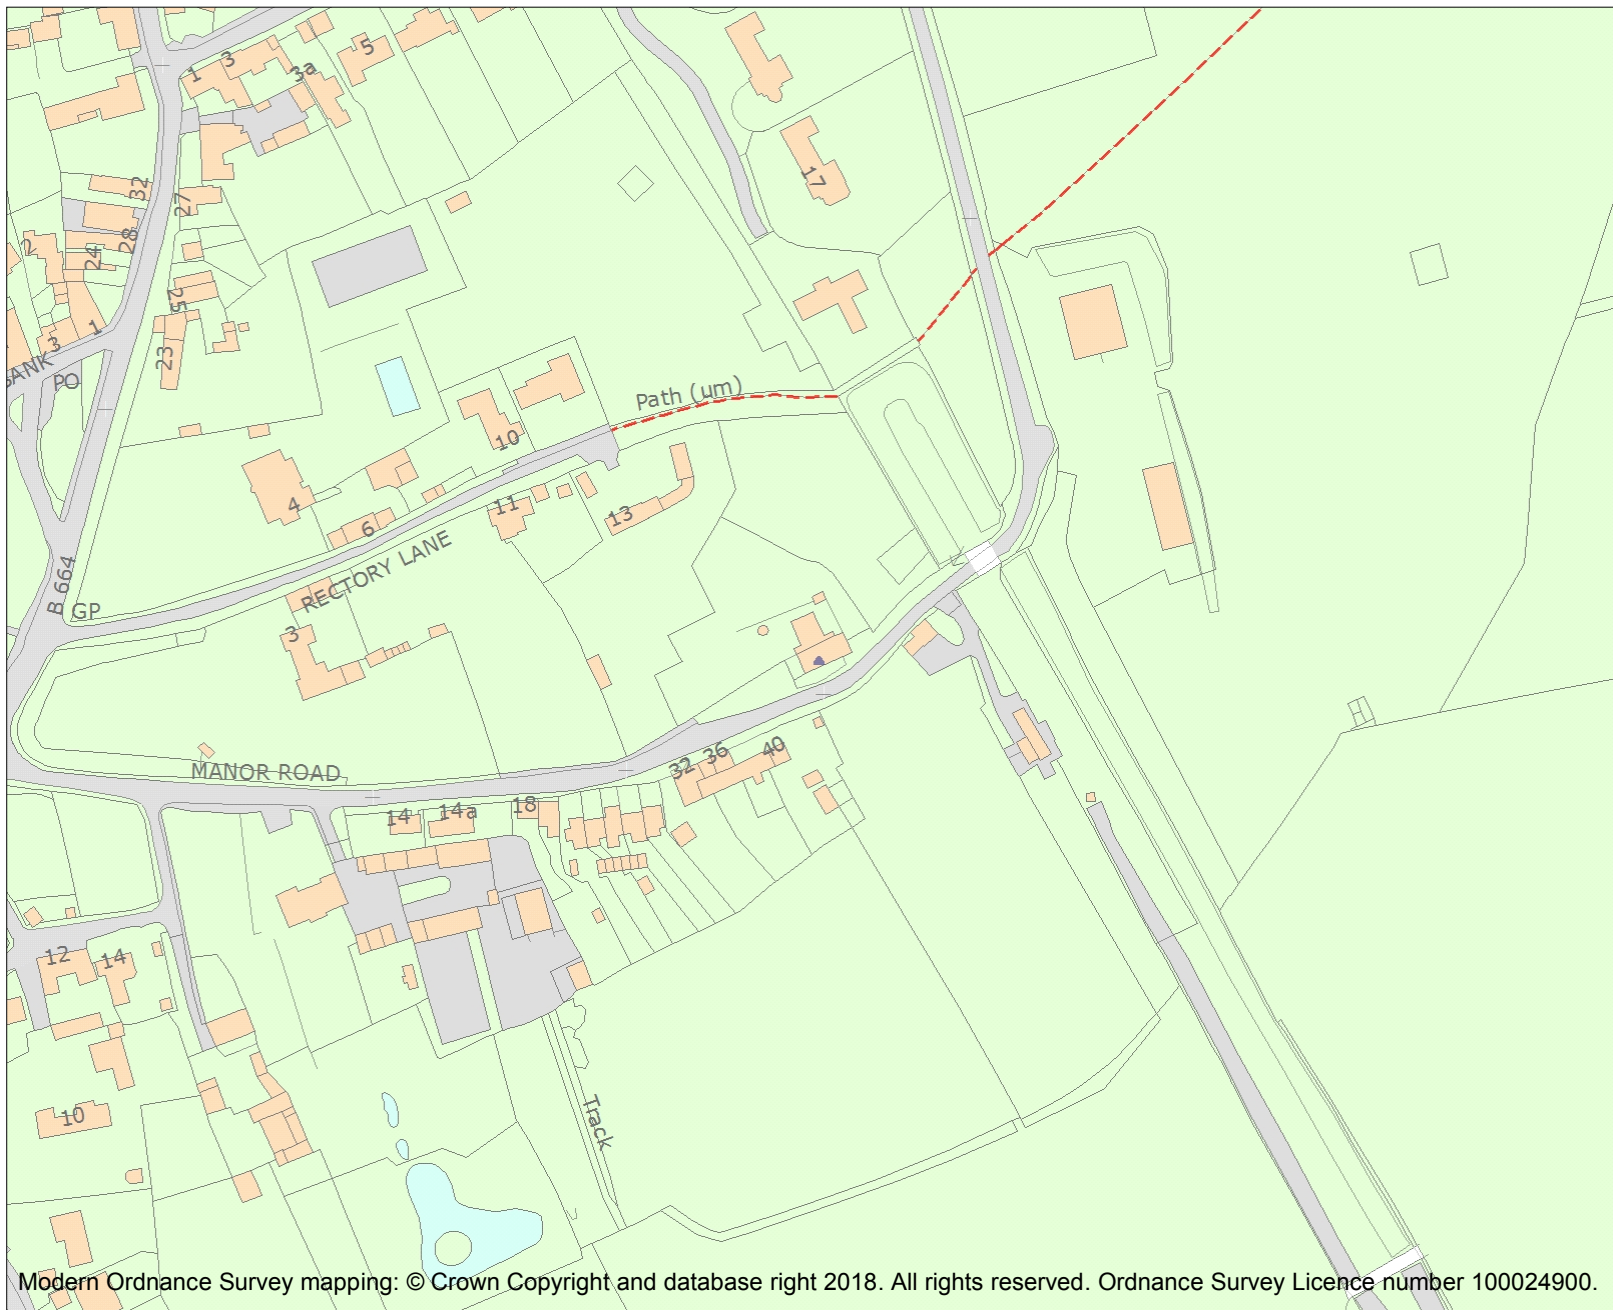 1
3
3a
5
32
27
2
28
24
25
1
3
23
BANK
PO
17
Path (um)
10
4
6
11
13
RECTORY LANE
B 664
GP
3
MANOR ROAD
32
36
40
14
14a
18
12
14
10
Track
Modern Ordnance Survey mapping: © Crown Copyright and database right 2018. All rights reserved. Ordnance Survey Licence number 100024900.